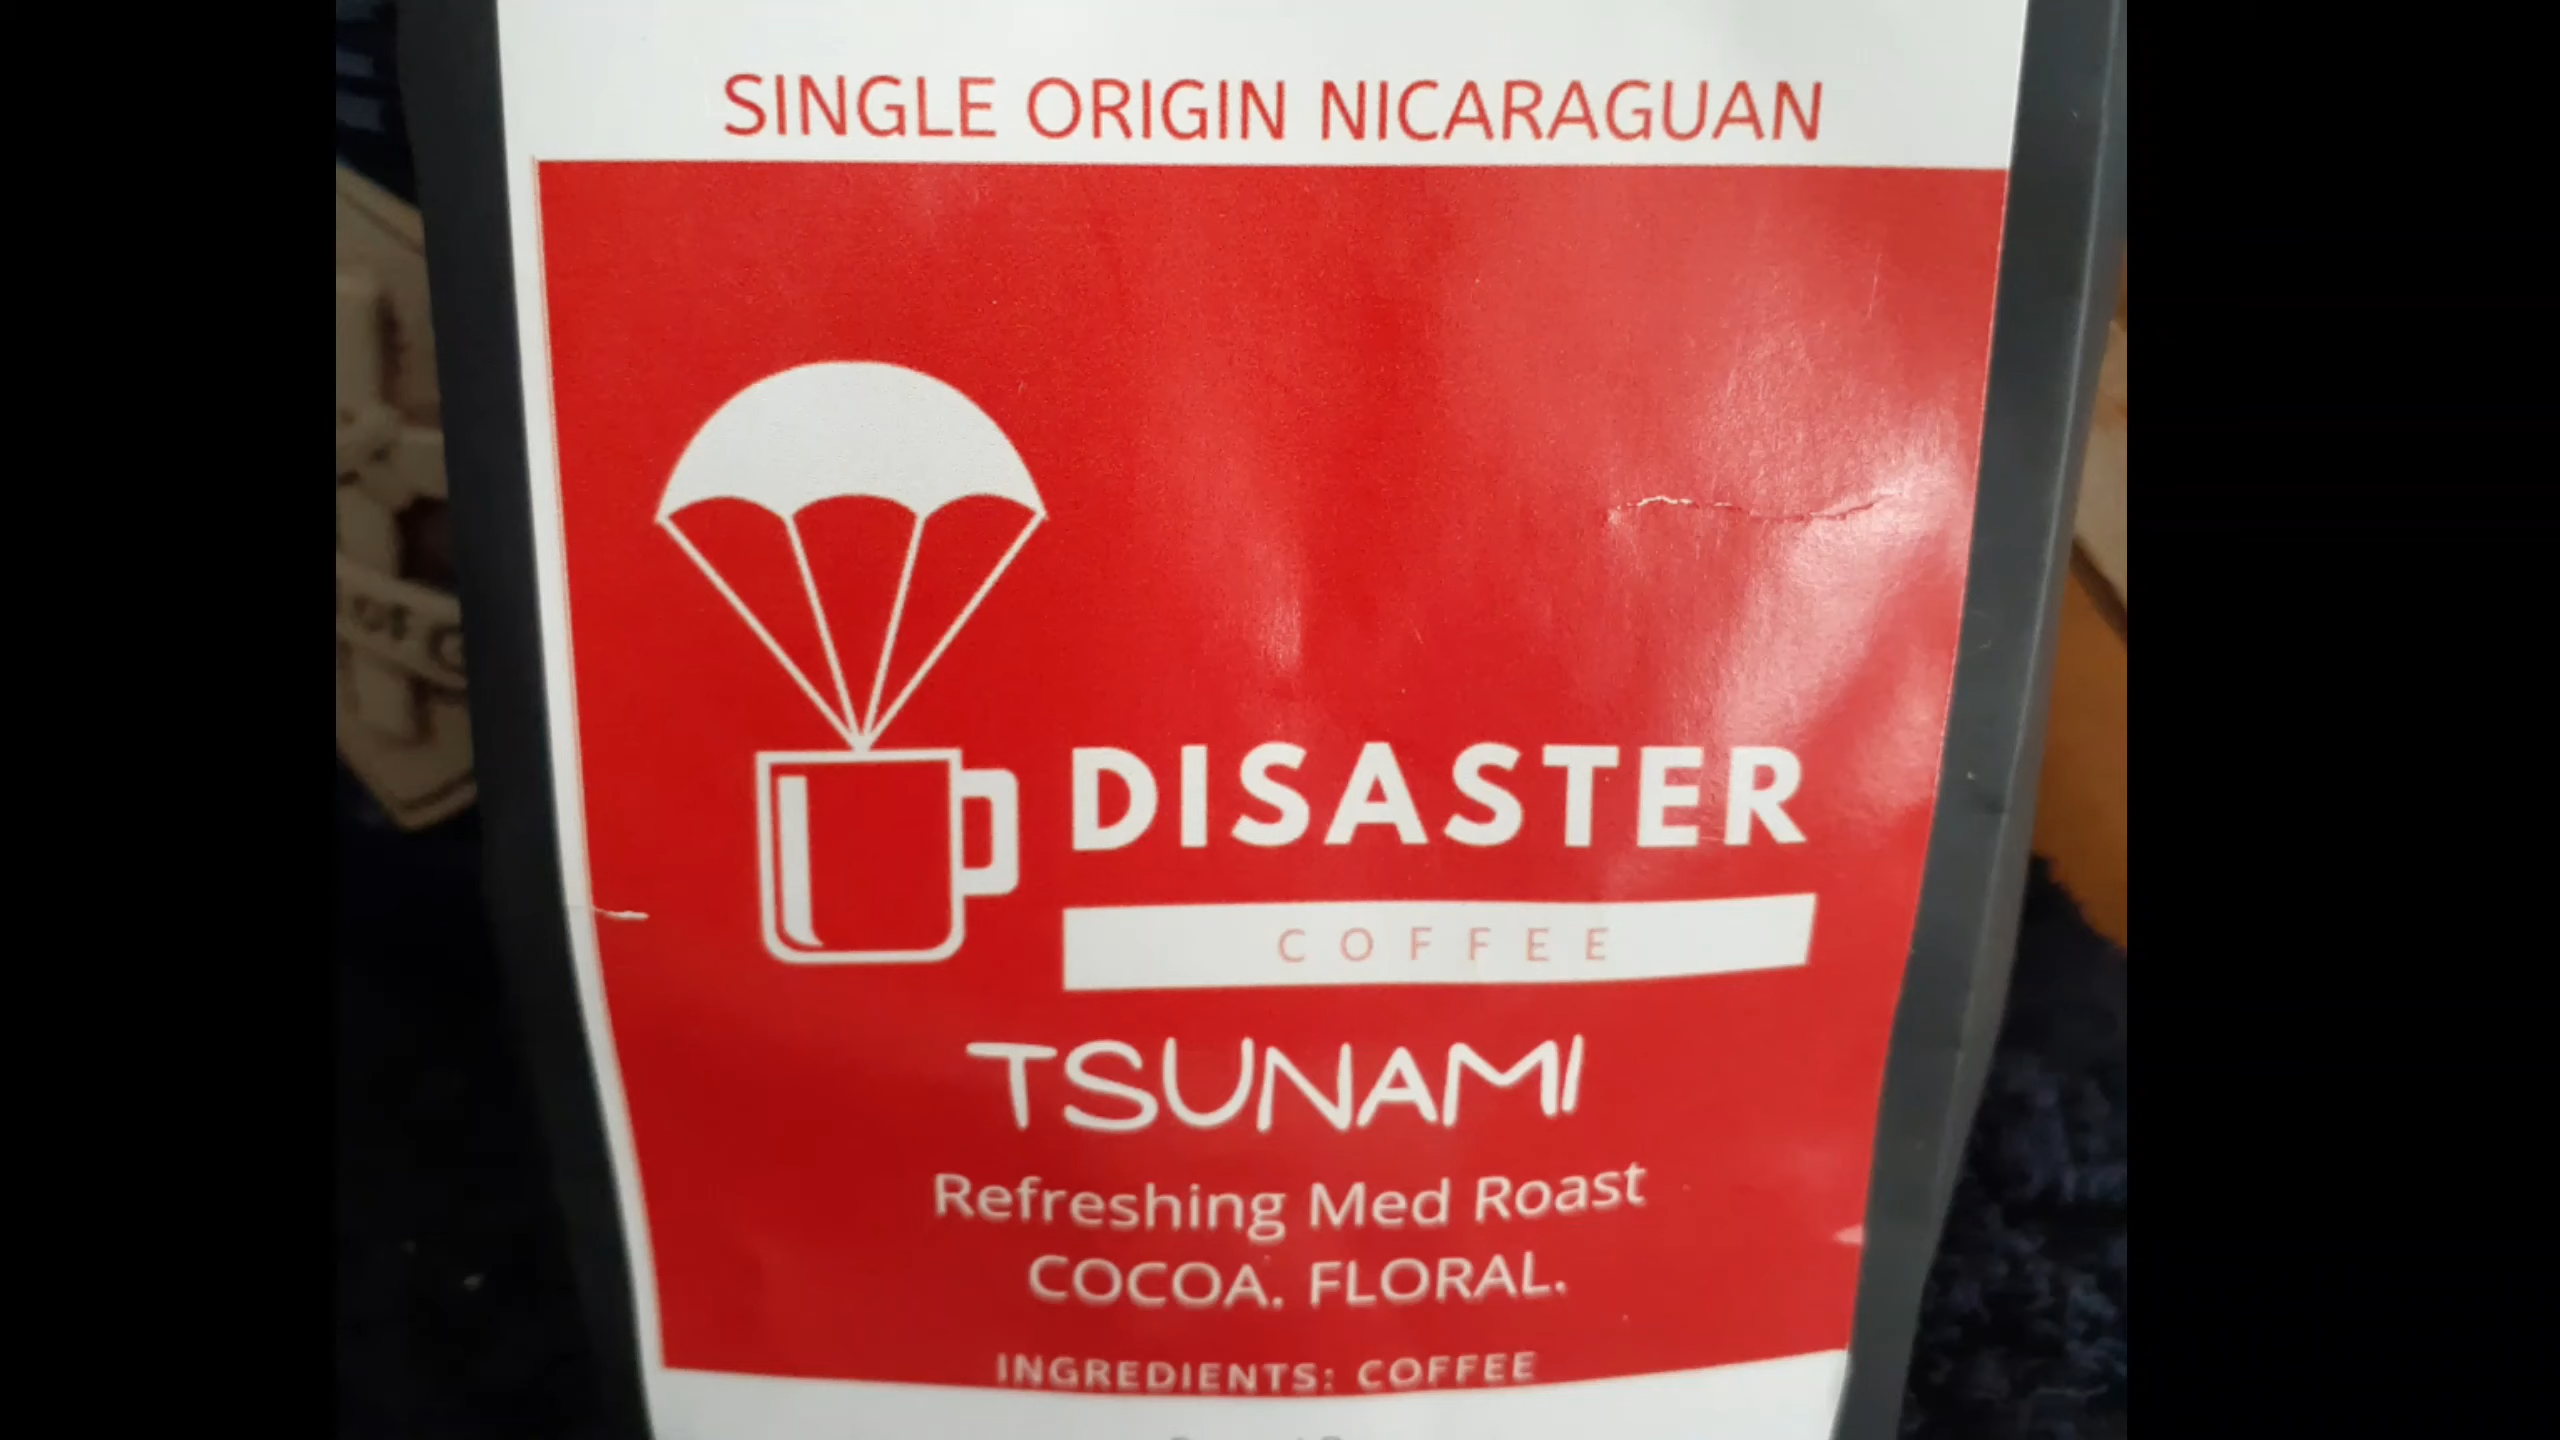 SINGLE ORIGIN NICARAGUAN
DISASTER
COFFEE
TSUNAMI
Refreshing Med Roast
COCOA. FLORAL.
INGREDIENTS: COFFEE